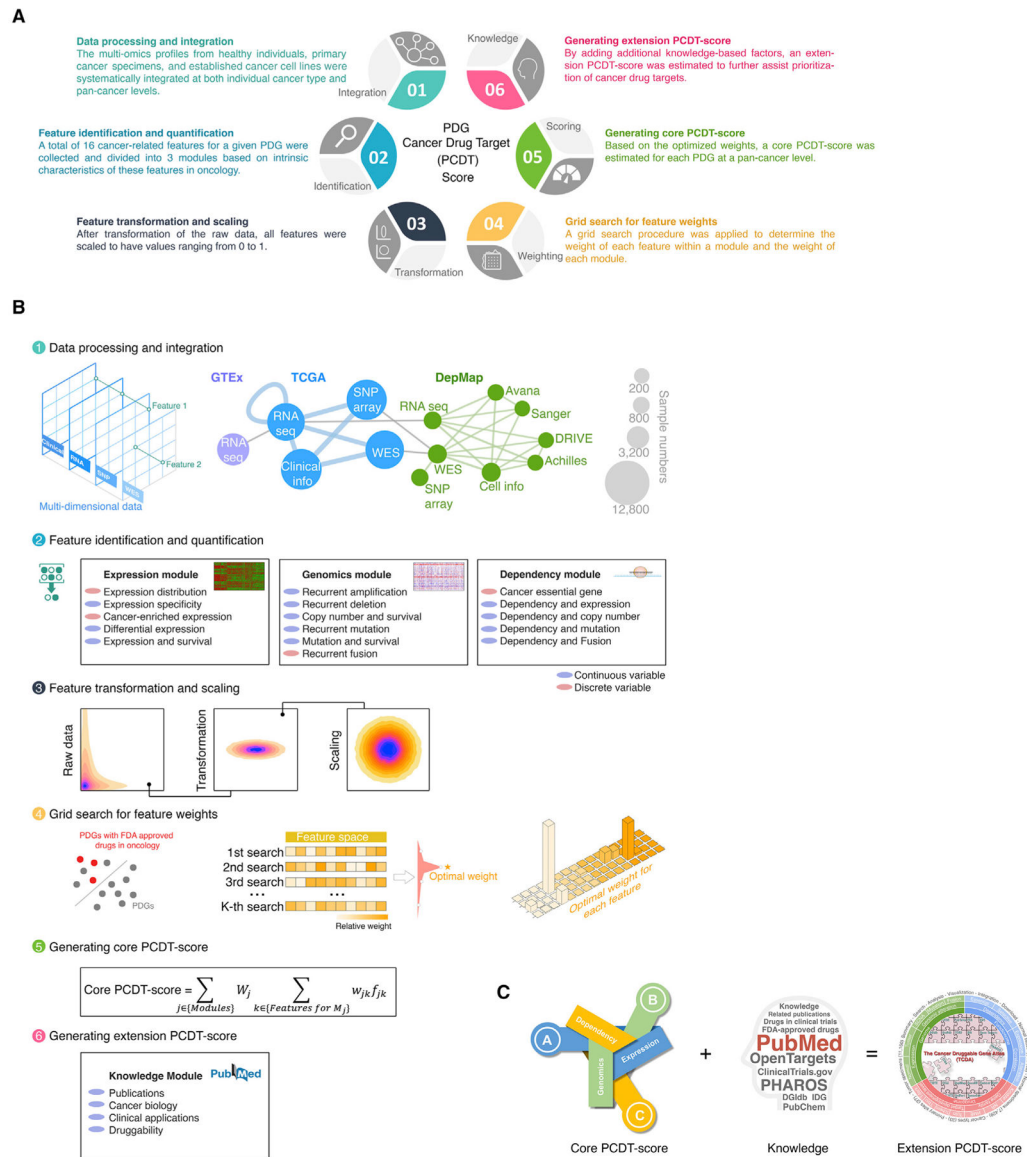 A
Data processing and integration
The multi-omics profiles from healthy individuals, primary
cancer specimens, and established cancer cell lines were
systematically integrated at both individual cancer type and
pan-cancer levels.
Integration
01
Knowledge
06
Generating extension PCDT-score
By adding additional knowledge-based factors, an exten-
sion PCDT-score was estimated to further assist prioritiza-
tion of cancer drug targets.
Feature identification and quantification
A total of 16 cancer-related features for a given PDG were
collected and divided into 3 modules based on intrinsic
characteristics of these features in oncology.
02
Identification
PDG
Cancer Drug Target
(PCDT)
Score
Scoring
05
Generating core PCDT-score
Based on the optimized weights, a core PCDT-score was
estimated for each PDG at a pan-cancer level.
Feature transformation and scaling
After transformation of the raw data, all features were
scaled to have values ranging from 0 to 1.
03
Transformation
04
Weighting
Grid search for feature weights
A grid search procedure was applied to determine the
weight of each feature within a module and the weight of
each module.
B
1 Data processing and integration
Feature 1
Feature 2
Clinical
RNA
SNP
WES
Multi-dimensional data
GTEx
TCGA
DepMap
RNA
seq
RNA
seq
SNP
array
Clinical
info
WES
RNA seq
Avana
Sanger
DRIVE
Achilles
WES
Cell info
SNP
array
200
800
3,200
12,800
Sample numbers
2 Feature identification and quantification
Expression module
Expression distribution
Expression specificity
Cancer-enriched expression
Differential expression
Expression and survival
Genomics module
Recurrent amplification
Recurrent deletion
Copy number and survival
Recurrent mutation
Mutation and survival
Recurrent fusion
Dependency module
Cancer essential gene
Dependency and expression
Dependency and copy number
Dependency and mutation
Dependency and Fusion
Continuous variable
Discrete variable
3 Feature transformation and scaling
Raw data
Transformation
Scaling
4 Grid search for feature weights
PDGs with FDA approved
drugs in oncology
PDGs
Feature space
1st search
2nd search
3rd search
... ...
K-th search
Relative weight
Optimal weight
Optimal weight for
each feature
5 Generating core PCDT-score
Core PCDT-score = ∑ W_j ∑ w_jk f_jk
j∈{Modules} k∈{Features for M_j}
6 Generating extension PCDT-score
Knowledge Module
PubMed
Publications
Cancer biology
Clinical applications
Druggability
C
A
B
C
Dependency
Expression
Genomics
Core PCDT-score
+
Knowledge
Related publications
Drugs in clinical trials
FDA-approved drugs
PubMed
OpenTargets
ClinicalTrials.gov
PHAROS
DGIdb IDG
PubChem
Knowledge
=
The Cancer Druggable Gene Atlas
(TCDA)
Extension PCDT-score